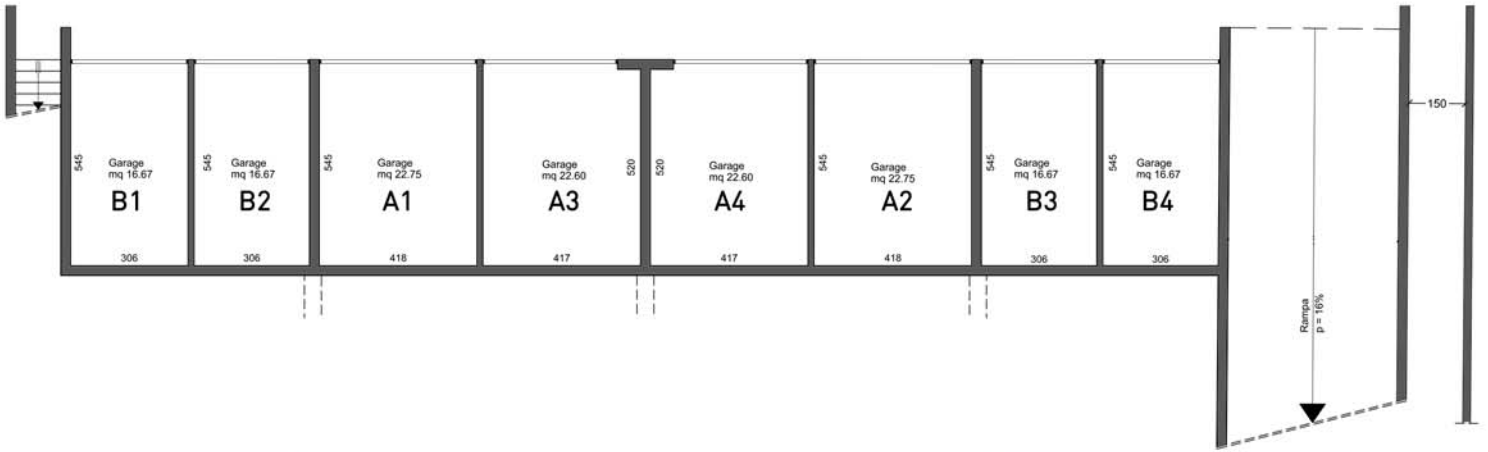 150
545
Garage
mq 16.67
B1
306
545
Garage
mq 16.67
B2
306
545
Garage
mq 22.75
A1
418
Garage
mq 22.60
A3
520
417
520
Garage
mq 22.60
A4
417
545
Garage
mq 22.75
A2
418
545
Garage
mq 16.67
B3
306
545
Garage
mq 16.67
B4
306
Rampa
p = 16%